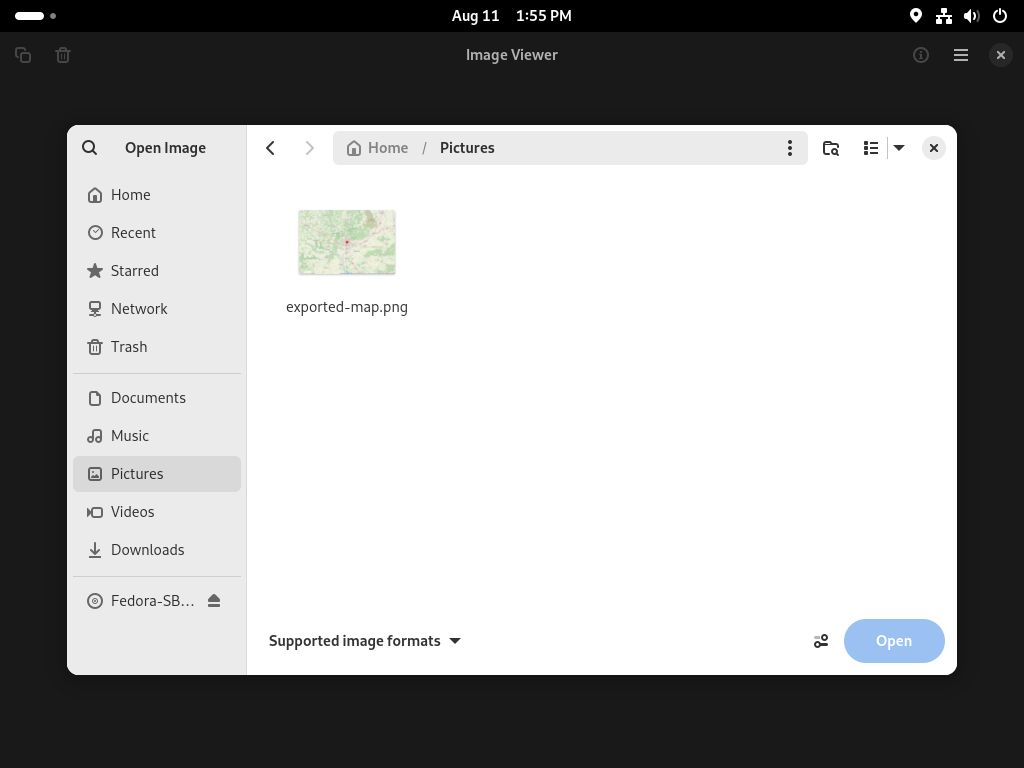 Aug 11 1:55 PM
Image Viewer
Open Image
Home / Pictures
Home
Recent
Starred
Network
Trash
Documents
Music
Pictures
Videos
Downloads
Fedora-SB…
exported-map.png
Supported image formats
Open